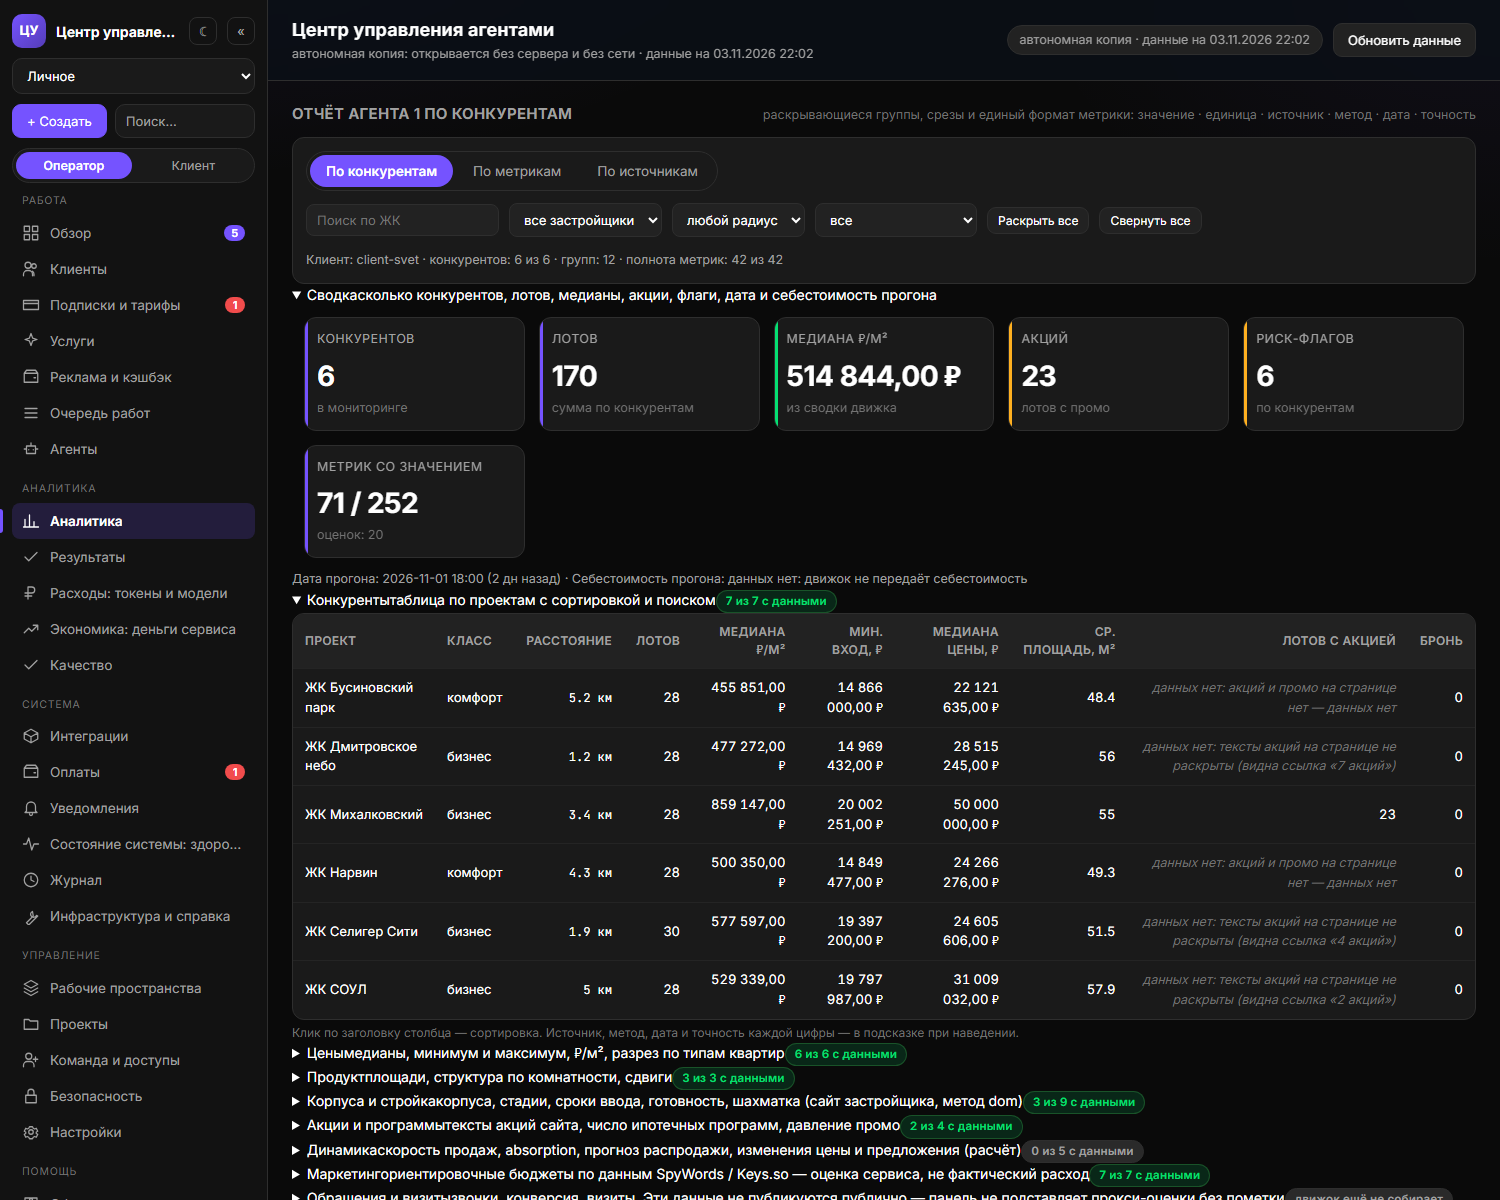 ЦУ Центр управле... «
Личное
+ Создать Поиск...
Оператор Клиент
РАБОТА
Обзор 5
Клиенты
Подписки и тарифы 1
Услуги
Реклама и кэшбэк
Очередь работ
Агенты
АНАЛИТИКА
Аналитика
Результаты
Расходы: токены и модели
Экономика: деньги сервиса
Качество
СИСТЕМА
Интеграции
Оплаты 1
Уведомления
Состояние системы: здоро...
Журнал
Инфраструктура и справка
УПРАВЛЕНИЕ
Рабочие пространства
Проекты
Команда и доступы
Безопасность
Настройки
ПОМОЩЬ
Центр управления агентами
автономная копия: открывается без сервера и без сети · данные на 03.11.2026 22:02
автономная копия · данные на 03.11.2026 22:02 Обновить данные
ОТЧЁТ АГЕНТА 1 ПО КОНКУРЕНТАМ
раскрывающиеся группы, срезы и единый формат метрики: значение · единица · источник · метод · дата · точность
По конкурентам По метрикам По источникам
Поиск по ЖК все застройщики любой радиус все Раскрыть все Свернуть все
Клиент: client-svet · конкурентов: 6 из 6 · групп: 12 · полнота метрик: 42 из 42
▼ Сводкасколько конкурентов, лотов, медианы, акции, флаги, дата и себестоимость прогона
КОНКУРЕНТОВ ЛОТОВ МЕДИАНА ₽/М² АКЦИЙ РИСК-ФЛАГОВ
6 170 514 844,00 ₽ 23 6
в мониторинге сумма по конкурентам из сводки движка лотов с промо по конкурентам
МЕТРИК СО ЗНАЧЕНИЕМ
71 / 252
оценок: 20
Дата прогона: 2026-11-01 18:00 (2 дн назад) · Себестоимость прогона: данных нет: движок не передаёт себестоимость
▼ Конкурентытаблица по проектам с сортировкой и поиском 7 из 7 с данными
ПРОЕКТ КЛАСС РАССТОЯНИЕ ЛОТОВ МЕДИАНА ₽/М² МИН. ВХОД, ₽ МЕДИАНА ЦЕНЫ, ₽ СР. ПЛОЩАДЬ, М² ЛОТОВ С АКЦИЕЙ БРОНЬ
ЖК Бусиновский парк комфорт 5.2 км 28 455 851,00 ₽ 14 866 000,00 ₽ 22 121 635,00 ₽ 48.4 данных нет: акций и промо на странице нет — данных нет 0
ЖК Дмитровское небо бизнес 1.2 км 28 477 272,00 ₽ 14 969 432,00 ₽ 28 515 245,00 ₽ 56 данных нет: тексты акций на странице не раскрыты (видна ссылка «7 акций») 0
ЖК Михалковский бизнес 3.4 км 28 859 147,00 ₽ 20 002 251,00 ₽ 50 000 000,00 ₽ 55 23 0
ЖК Нарвин комфорт 4.3 км 28 500 350,00 ₽ 14 849 477,00 ₽ 24 266 276,00 ₽ 49.3 данных нет: акций и промо на странице нет — данных нет 0
ЖК Селигер Сити бизнес 1.9 км 30 577 597,00 ₽ 19 397 200,00 ₽ 24 605 606,00 ₽ 51.5 данных нет: тексты акций на странице не раскрыты (видна ссылка «4 акций») 0
ЖК СОУЛ бизнес 5 км 28 529 339,00 ₽ 19 797 987,00 ₽ 31 009 032,00 ₽ 57.9 данных нет: тексты акций на странице не раскрыты (видна ссылка «2 акций») 0
Клик по заголовку столбца — сортировка. Источник, метод, дата и точность каждой цифры — в подсказке при наведении.
▶ Ценымедианы, минимум и максимум, ₽/м², разрез по типам квартир 6 из 6 с данными
▶ Продуктплощади, структура по комнатности, сдвиги 3 из 3 с данными
▶ Корпуса и стройкакорпуса, стадии, сроки ввода, готовность, шахматка (сайт застройщика, метод dom) 3 из 9 с данными
▶ Акции и программытексты акций сайта, число ипотечных программ, давление промо 2 из 4 с данными
▶ Динамикаскорость продаж, absorption, прогноз распродажи, изменения цены и предложения (расчёт) 0 из 5 с данными
▶ Маркетингориентировочные бюджеты по данным SpyWords / Keys.so — оценка сервиса, не фактический расход 7 из 7 с данными
▶ Обращения и визитызвонки, конверсия, визиты. Эти данные не публикуются публично — панель не подставляет прокси-оценки без пометки движок ещё не собирает